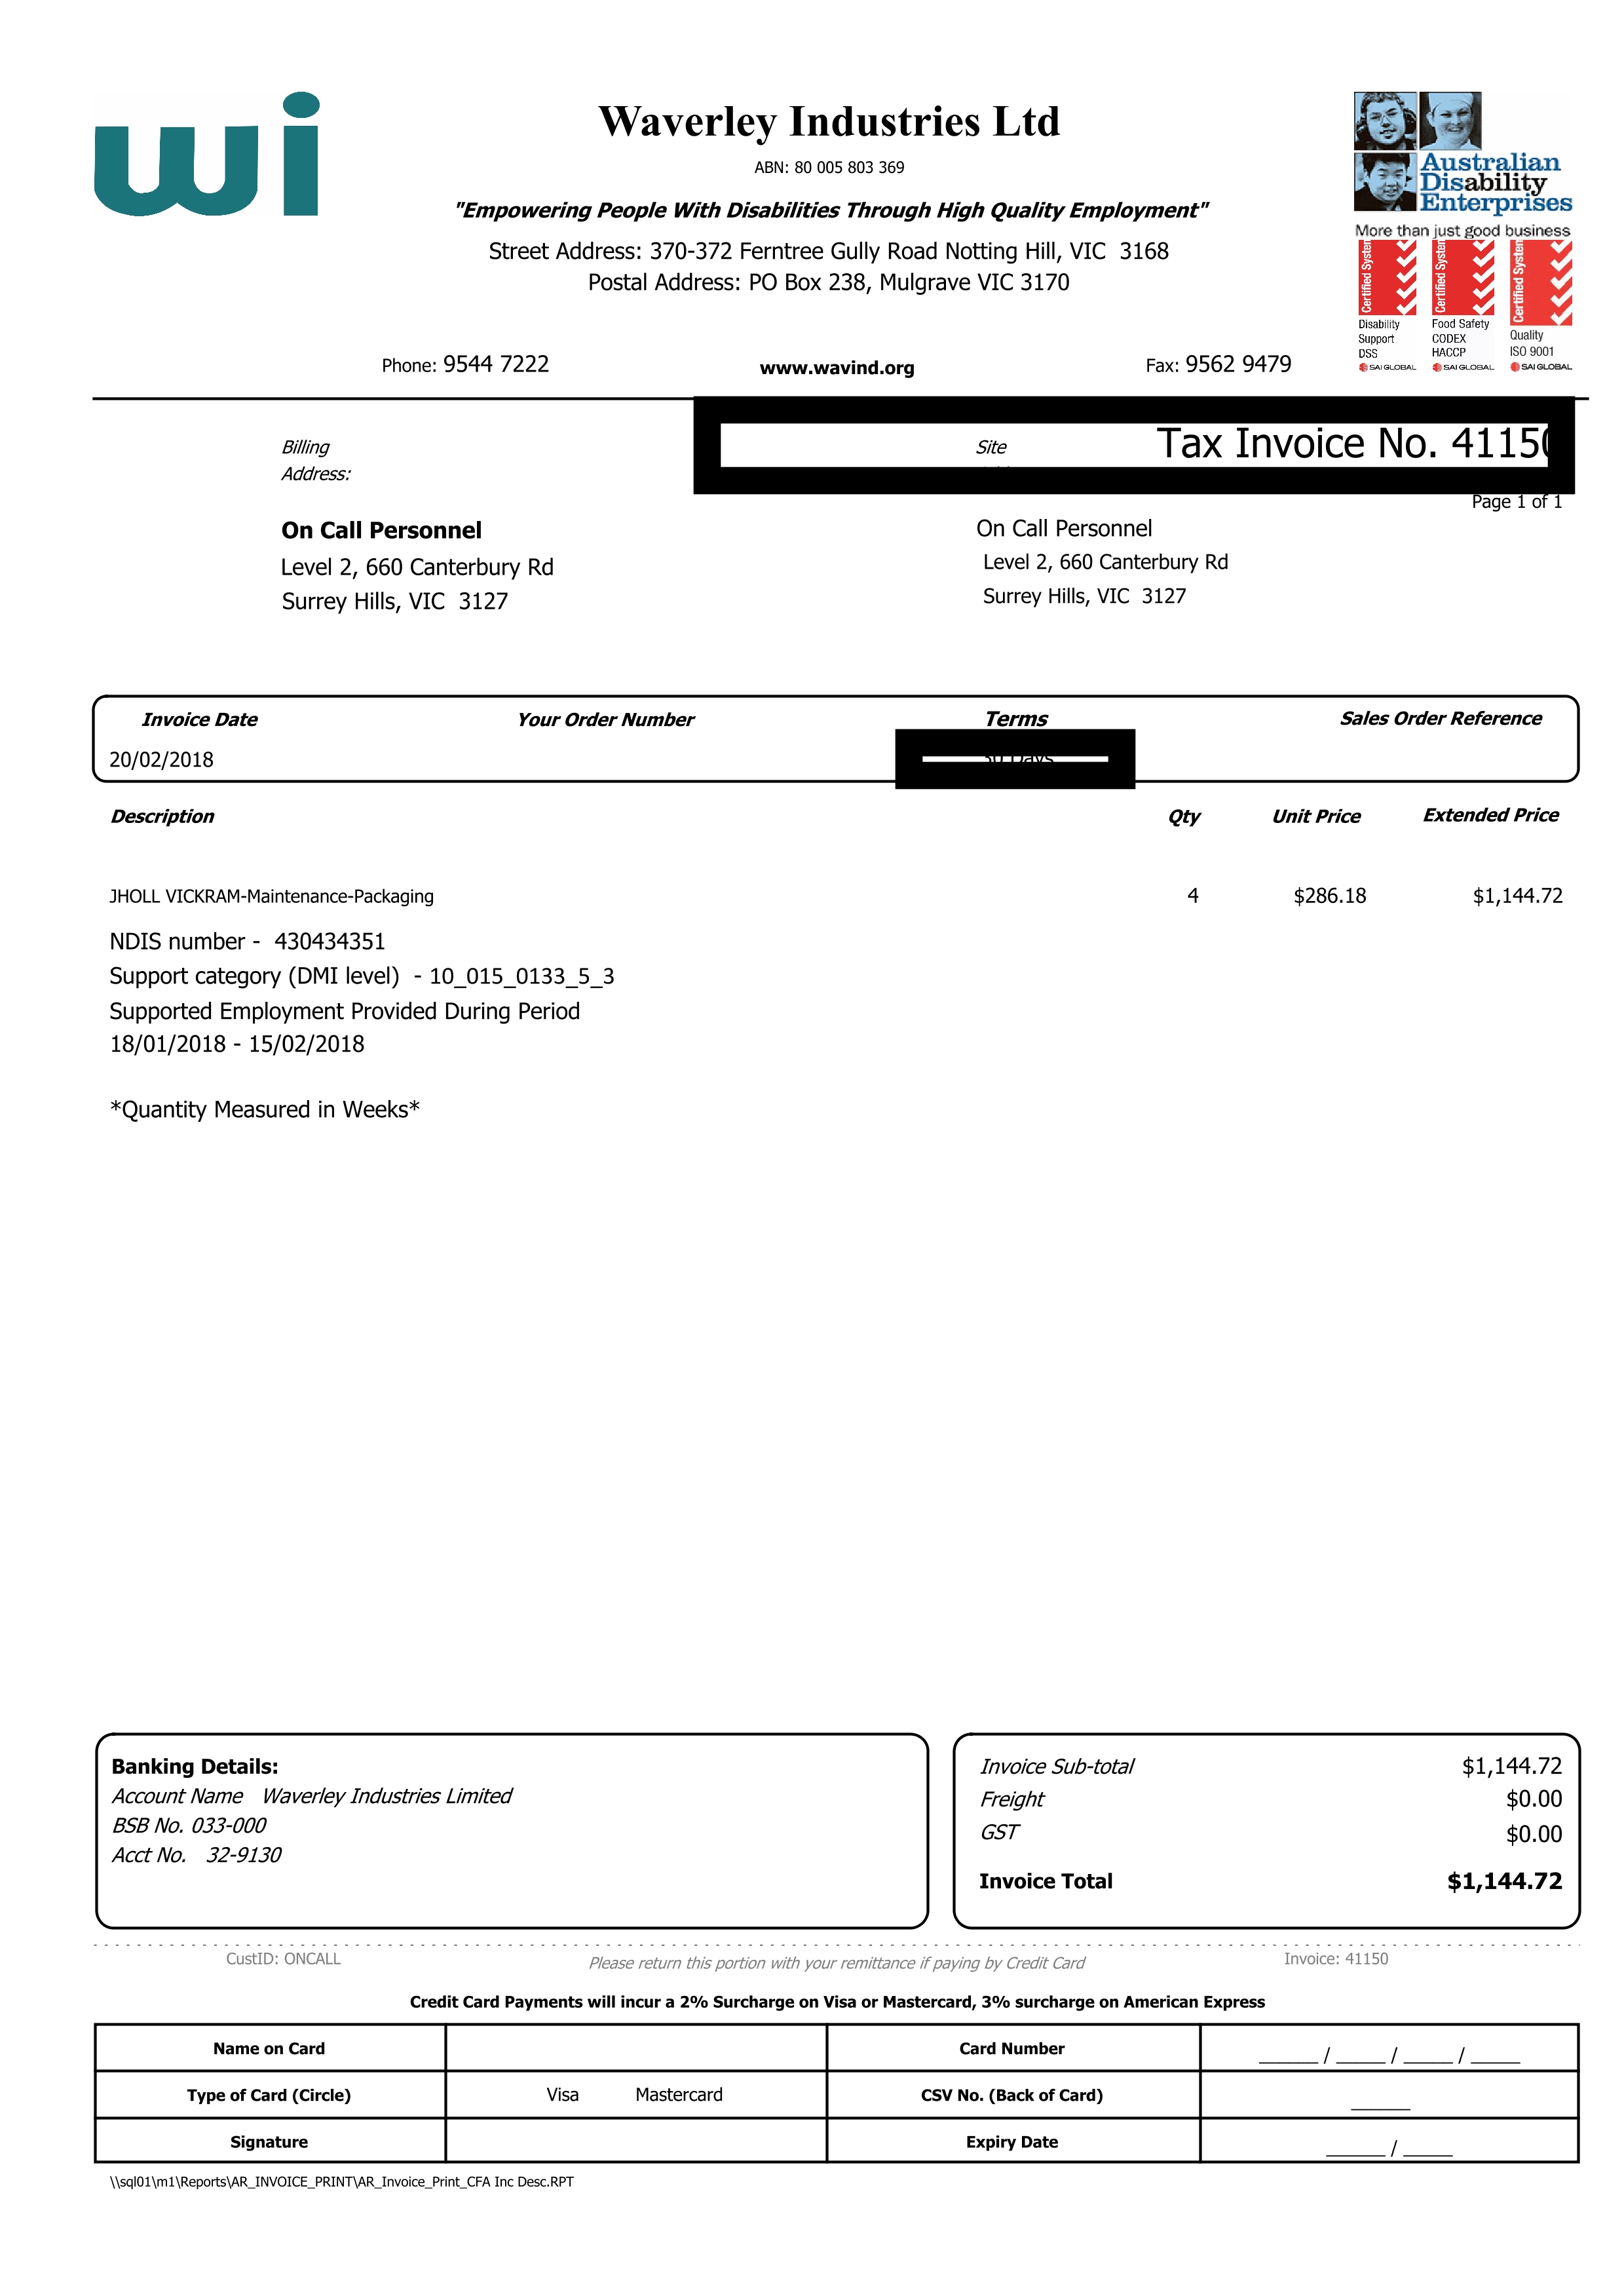 wi
Waverley Industries Ltd
ABN: 80 005 803 369
"Empowering People With Disabilities Through High Quality Employment"
Street Address: 370-372 Ferntree Gully Road Notting Hill, VIC 3168
Postal Address: PO Box 238, Mulgrave VIC 3170
Phone: 9544 7222 www.wavind.org Fax: 9562 9479
Australian
Disability
Enterprises
More than just good business
Certified System Certified System Certified System
Disability Support DSS
Food Safety CODEX HACCP
Quality ISO 9001
SAI GLOBAL SAI GLOBAL SAI GLOBAL
Billing
Address:
Site
Tax Invoice No. 41150
Page 1 of 1
On Call Personnel
Level 2, 660 Canterbury Rd
Surrey Hills, VIC 3127
On Call Personnel
Level 2, 660 Canterbury Rd
Surrey Hills, VIC 3127
Invoice Date Your Order Number Terms Sales Order Reference
20/02/2018 30 Days
Description Qty Unit Price Extended Price
JHOLL VICKRAM-Maintenance-Packaging 4 $286.18 $1,144.72
NDIS number - 430434351
Support category (DMI level) - 10_015_0133_5_3
Supported Employment Provided During Period
18/01/2018 - 15/02/2018
*Quantity Measured in Weeks*
Banking Details:
Account Name Waverley Industries Limited
BSB No. 033-000
Acct No. 32-9130
Invoice Sub-total $1,144.72
Freight $0.00
GST $0.00
Invoice Total $1,144.72
CustID: ONCALL Please return this portion with your remittance if paying by Credit Card Invoice: 41150
Credit Card Payments will incur a 2% Surcharge on Visa or Mastercard, 3% surcharge on American Express
Name on Card Card Number ______ / _____ / _____ / _____
Type of Card (Circle) Visa Mastercard CSV No. (Back of Card) ______
Signature Expiry Date ______ / _____
\\sql01\m1\Reports\AR_INVOICE_PRINT\AR_Invoice_Print_CFA Inc Desc.RPT